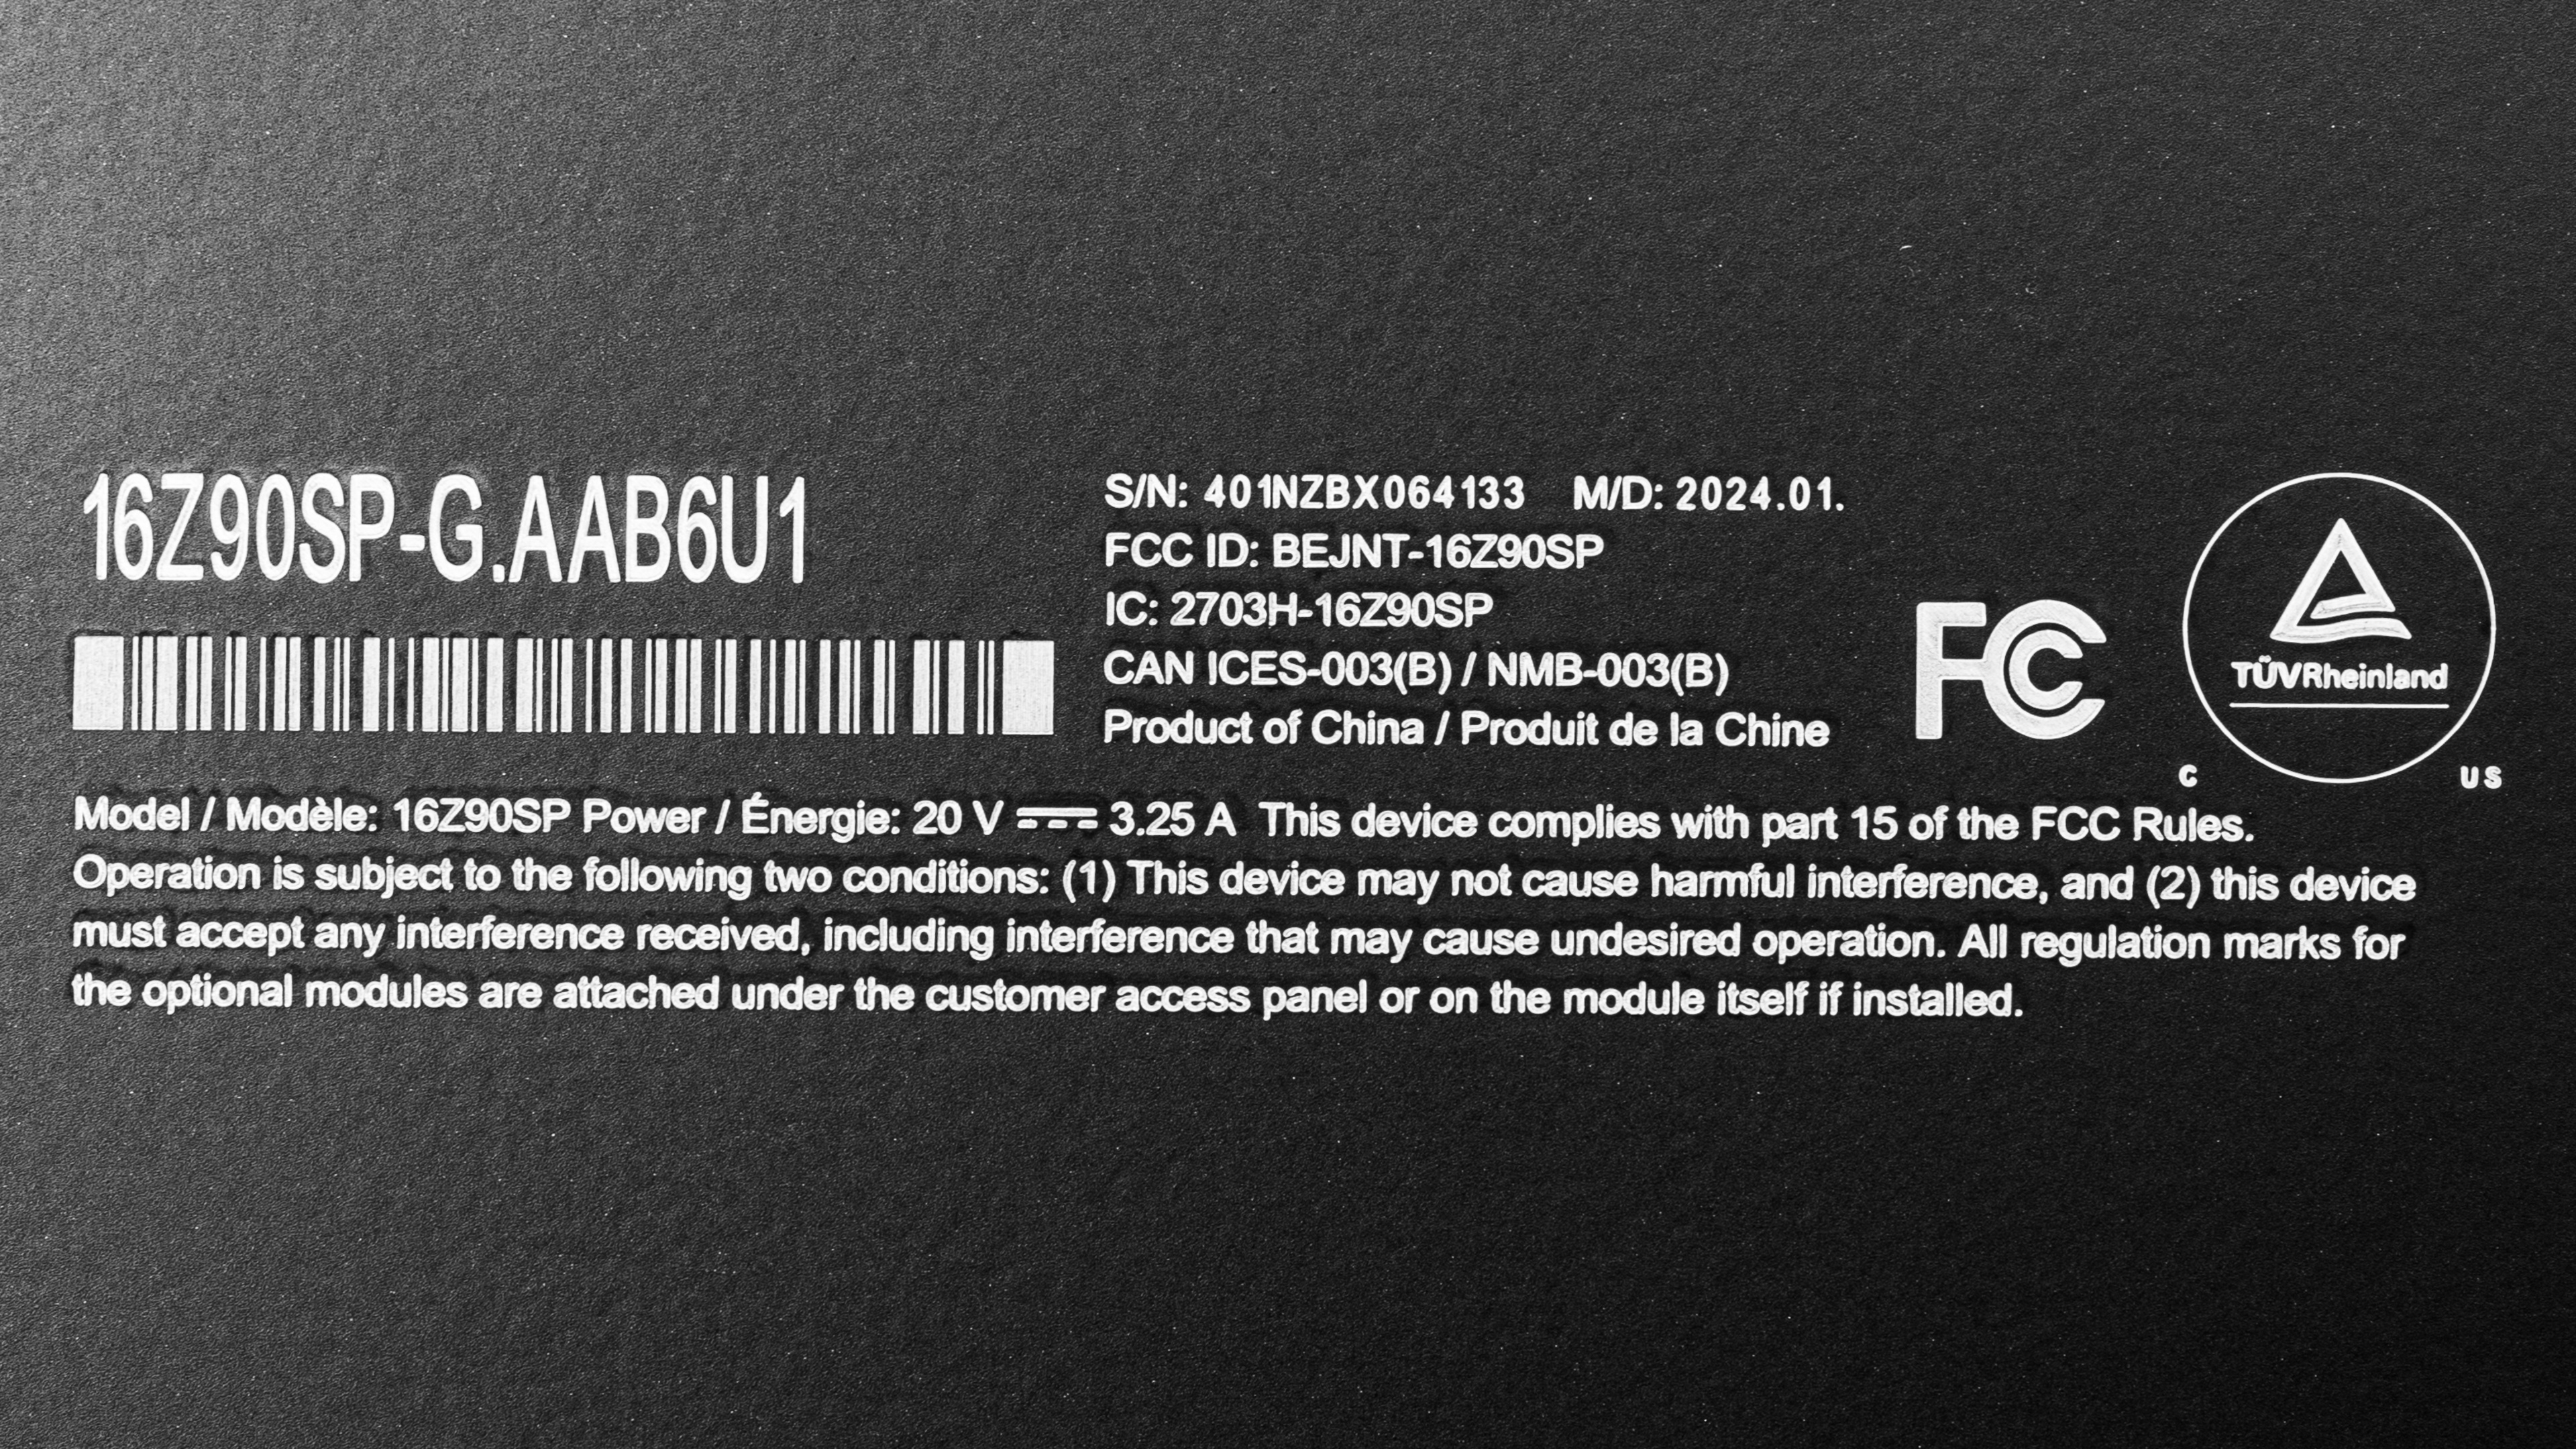 16Z90SP-G.AAB6U1
S/N: 401NZBX064133 M/D: 2024.01.
FCC ID: BEJNT-16Z90SP
IC: 2703H-16Z90SP
CAN ICES-003(B) / NMB-003(B)
Product of China / Produit de la Chine
FC
TÜVRheinland
C US
Model / Modèle: 16Z90SP Power / Énergie: 20 V ⎓ 3.25 A This device complies with part 15 of the FCC Rules.
Operation is subject to the following two conditions: (1) This device may not cause harmful interference, and (2) this device
must accept any interference received, including interference that may cause undesired operation. All regulation marks for
the optional modules are attached under the customer access panel or on the module itself if installed.